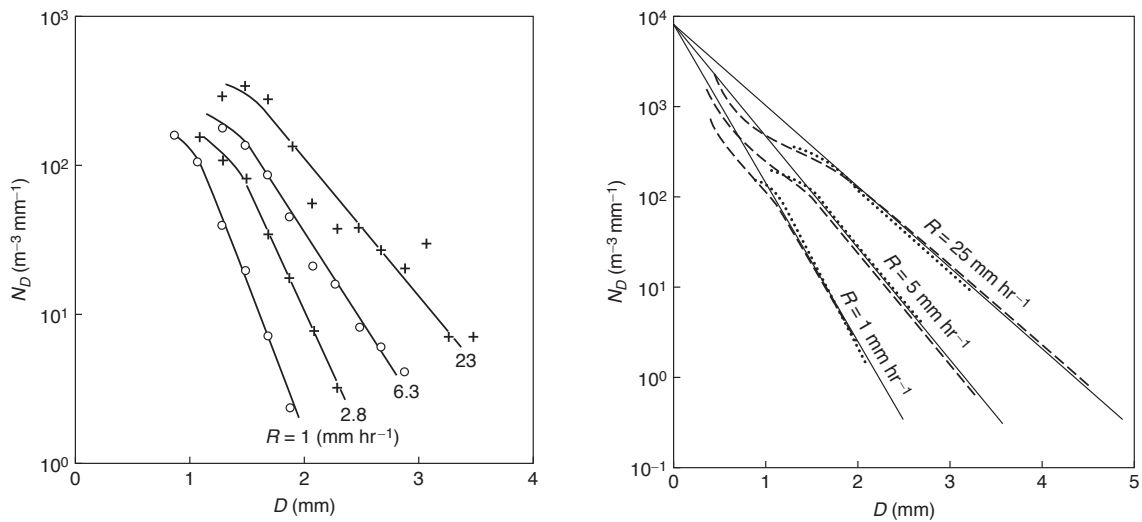 10³
10²
10¹
10⁰
N_D (m⁻³ mm⁻¹)
0 1 2 3 4
D (mm)
23
6.3
2.8
R = 1 (mm hr⁻¹)
10⁴
10³
10²
10¹
10⁰
10⁻¹
N_D (m⁻³ mm⁻¹)
0 1 2 3 4 5
D (mm)
R = 25 mm hr⁻¹
R = 5 mm hr⁻¹
R = 1 mm hr⁻¹